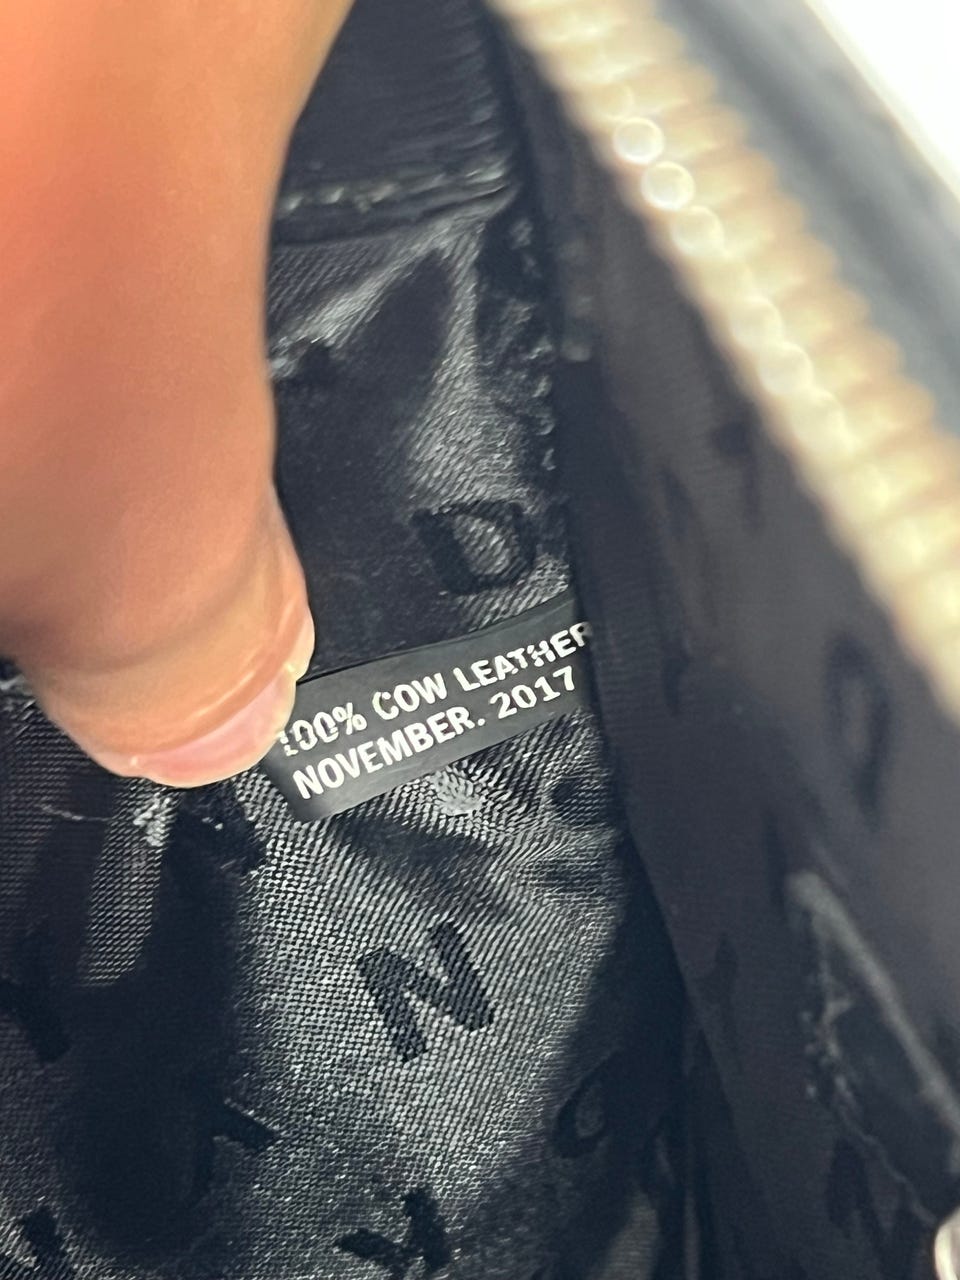 D
100% COW LEATHER
NOVEMBER. 2017
N